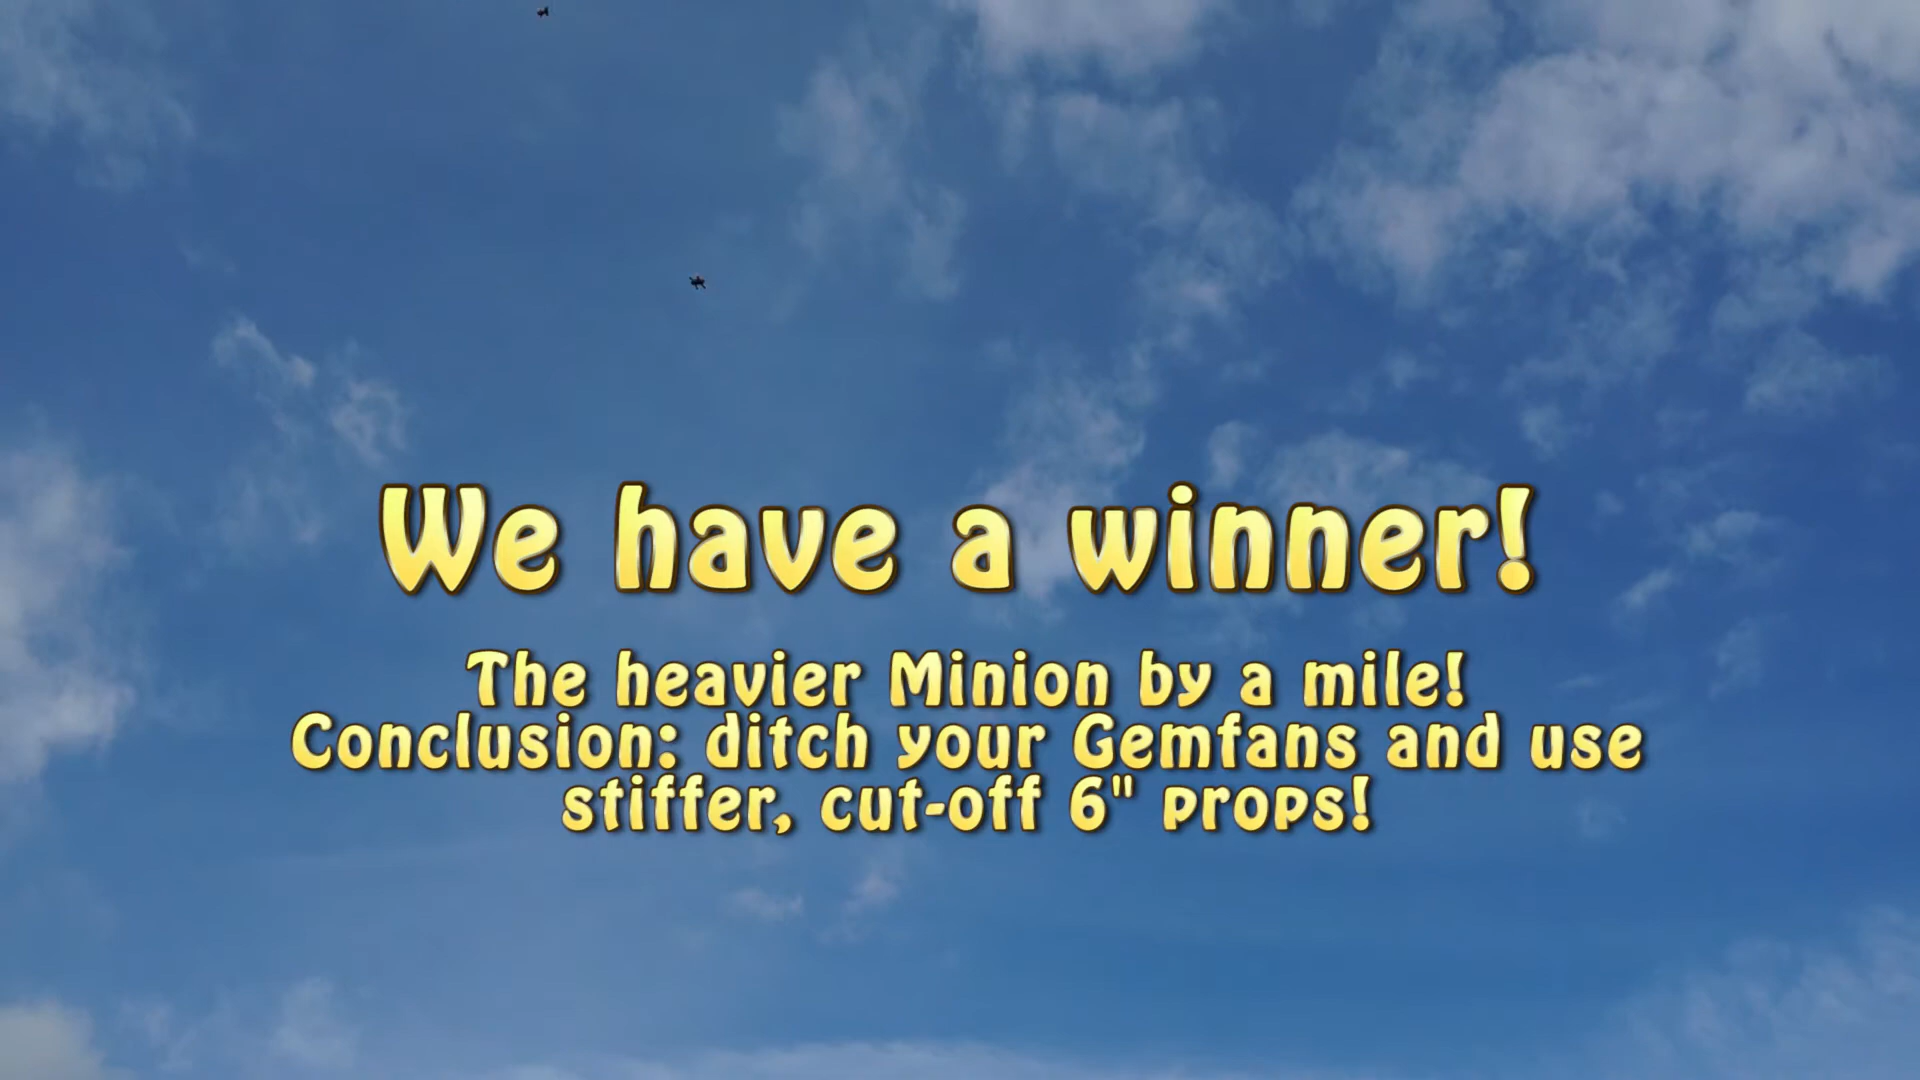 We have a winner!
The heavier Minion by a mile!
Conclusion: ditch your Gemfans and use
stiffer, cut-off 6" props!